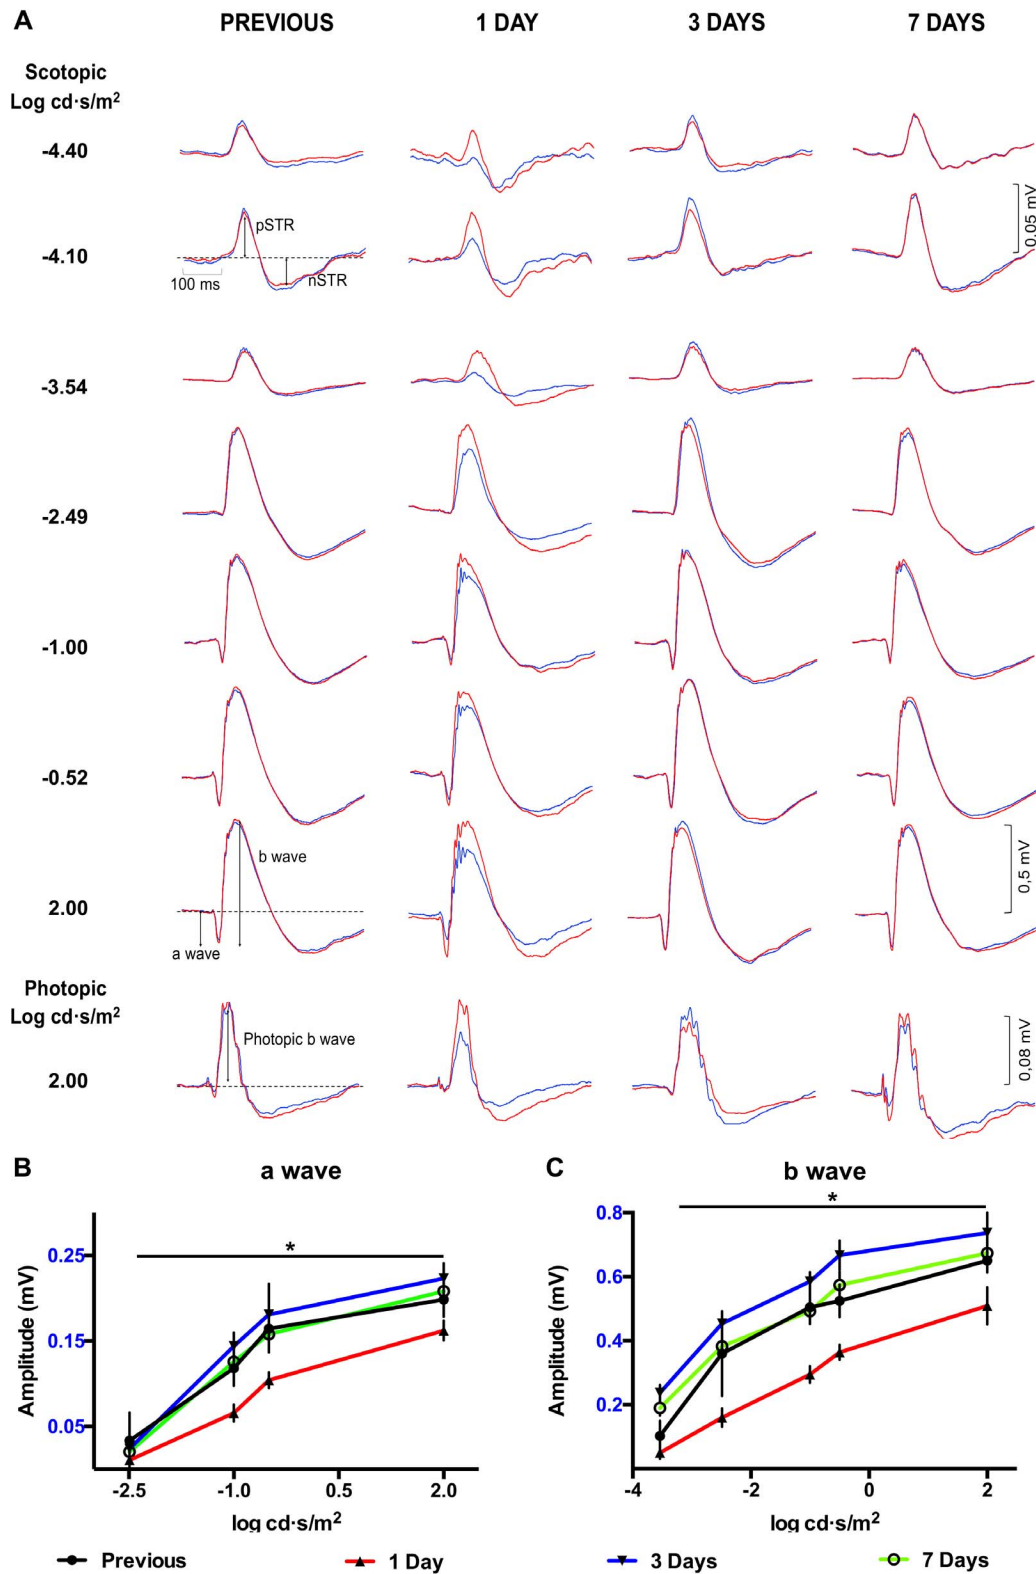 A
PREVIOUS 1 DAY 3 DAYS 7 DAYS
Scotopic
Log cd·s/m²
-4.40
0.05 mV
-4.10
pSTR
nSTR
100 ms
-3.54
-2.49
-1.00
-0.52
2.00
b wave
a wave
0,5 mV
Photopic
Log cd·s/m²
2.00
Photopic b wave
0,08 mV
B a wave
*
0.25
0.15
0.05
Amplitude (mV)
-2.5 -1.0 0.5 2.0
log cd·s/m²
C b wave
*
0.8
0.6
0.4
0.2
Amplitude (mV)
-4 -2 0 2
log cd·s/m²
Previous 1 Day 3 Days 7 Days